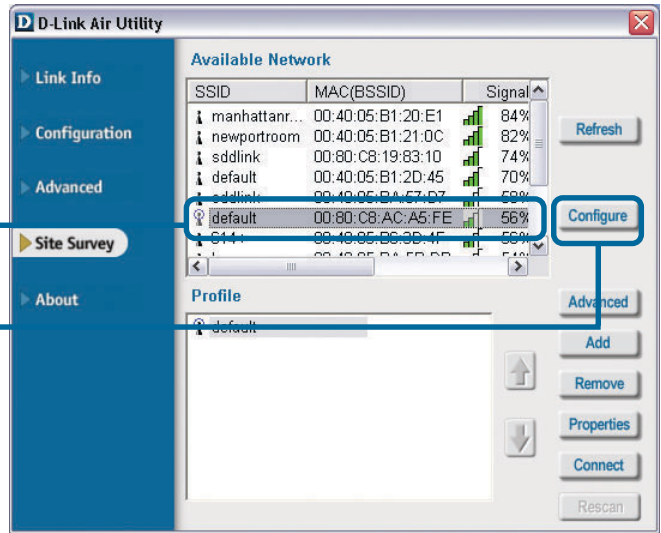 D D-Link Air Utility
Link Info
Configuration
Advanced
Site Survey
About
Available Network
SSID MAC(BSSID) Signal
manhattanr... 00:40:05:B1:20:E1 84%
newportroom 00:40:05:B1:21:0C 82%
sddlink 00:80:C8:19:83:10 74%
default 00:40:05:B1:2D:45 70%
default 00:80:C8:AC:A5:FE 56%
Refresh
Configure
Profile
default
Advanced
Add
Remove
Properties
Connect
Rescan